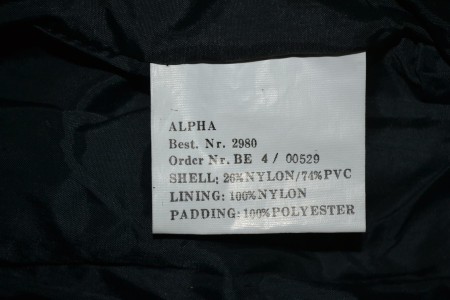 ALPHA
Best. Nr. 2980
Order Nr. BE 4 / 00529
SHELL: 26%NYLON/74%PVC
LINING: 100%NYLON
PADDING: 100%POLYESTER